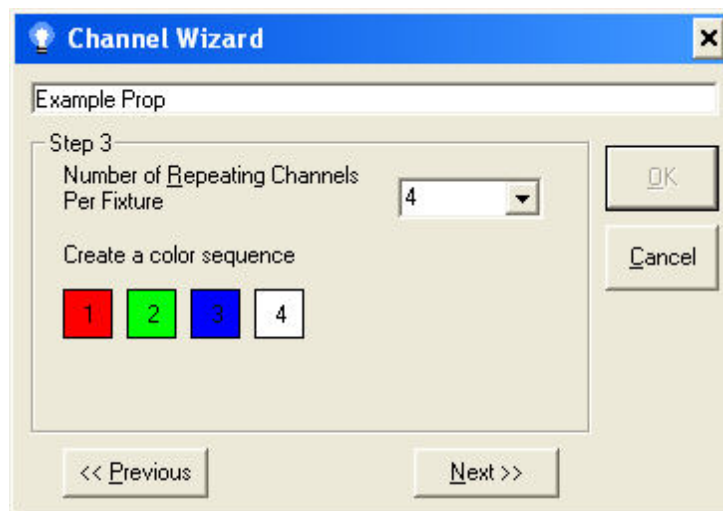 Channel Wizard
Example Prop
Step 3
Number of Repeating Channels
Per Fixture
4
OK
Create a color sequence
Cancel
1 2 3 4
<< Previous
Next >>